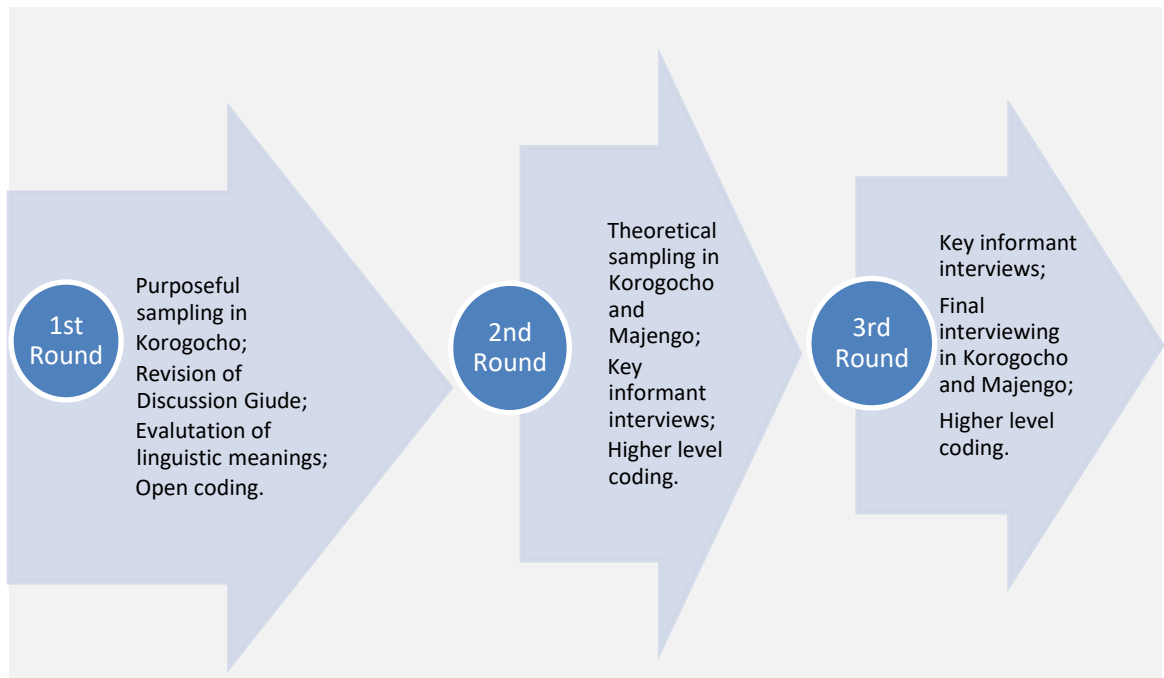 1st
Round
Purposeful
sampling in
Korogocho;
Revision of
Discussion Giude;
Evalutation of
linguistic meanings;
Open coding.
2nd
Round
Theoretical
sampling in
Korogocho
and
Majengo;
Key
informant
interviews;
Higher level
coding.
3rd
Round
Key informant
interviews;
Final
interviewing
in Korogocho
and Majengo;
Higher level
coding.